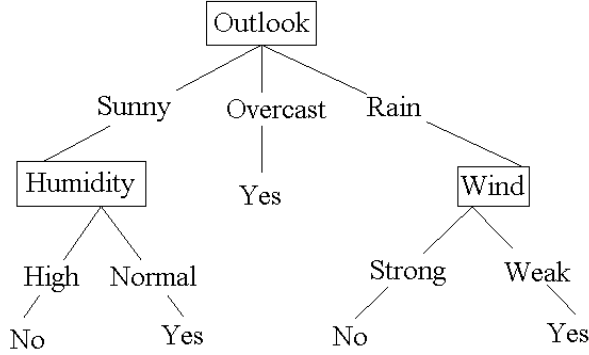 Outlook
Sunny Overcast Rain
Humidity Yes Wind
High Normal Strong Weak
No Yes No Yes